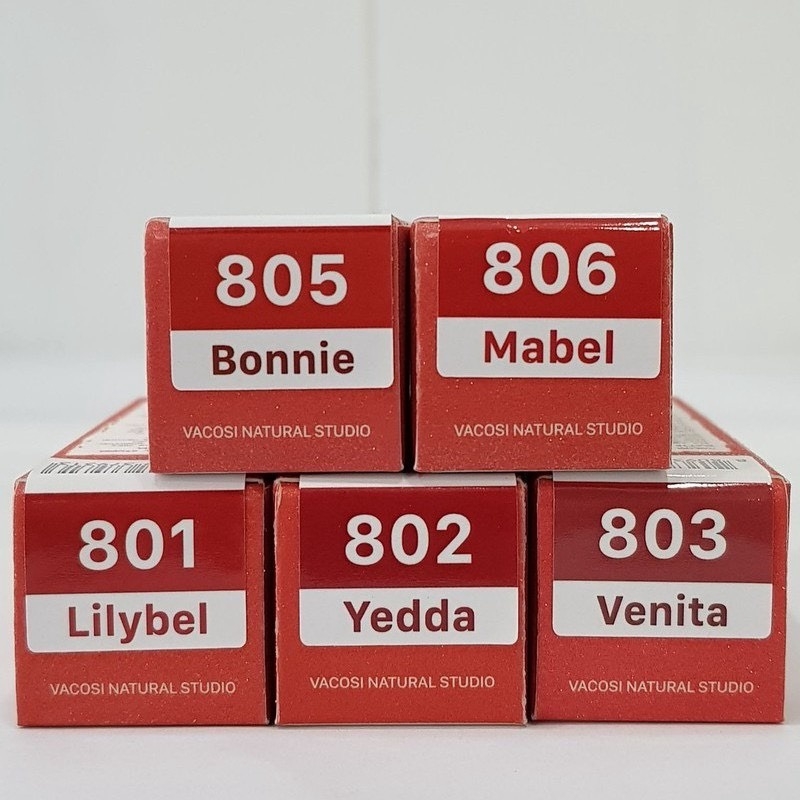 805
Bonnie
VACOSI NATURAL STUDIO
806
Mabel
VACOSI NATURAL STUDIO
801
Lilybel
VACOSI NATURAL STUDIO
802
Yedda
VACOSI NATURAL STUDIO
803
Venita
VACOSI NATURAL STUDIO